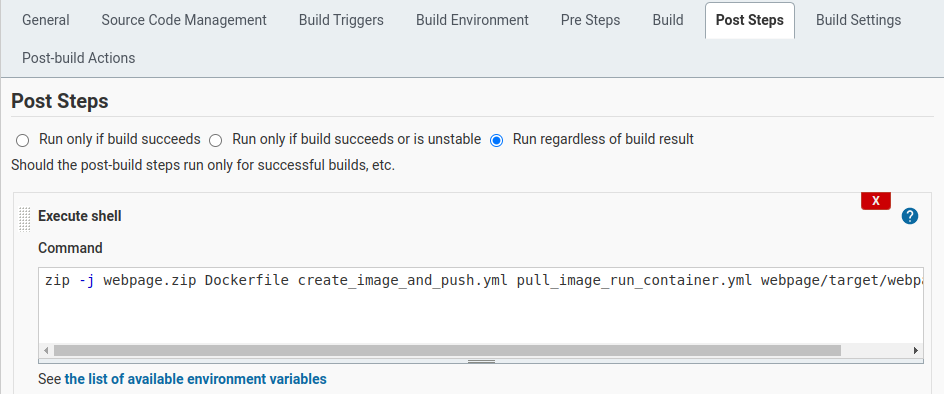 General Source Code Management Build Triggers Build Environment Pre Steps Build Post Steps Build Settings
Post-build Actions
Post Steps
Run only if build succeeds Run only if build succeeds or is unstable Run regardless of build result
Should the post-build steps run only for successful builds, etc.
X
Execute shell ?
Command
zip -j webpage.zip Dockerfile create_image_and_push.yml pull_image_run_container.yml webpage/target/webp
See the list of available environment variables